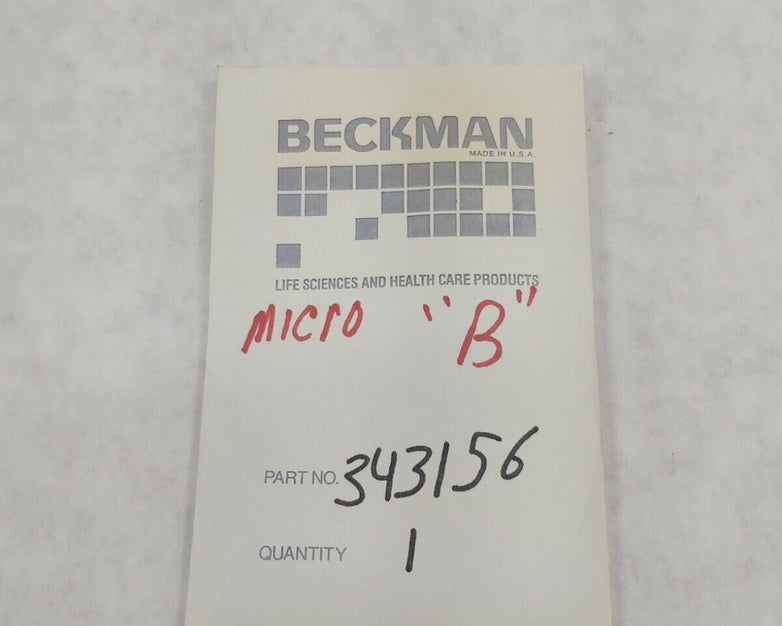 BECKMAN
MADE IN U.S.A.
LIFE SCIENCES AND HEALTH CARE PRODUCTS
MICRO "B"
PART NO. 343156
QUANTITY 1